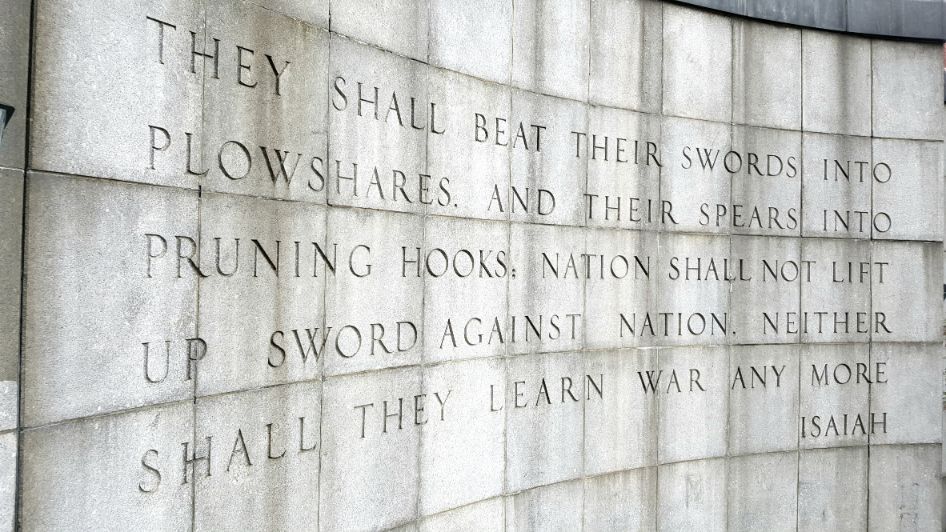 THEY SHALL BEAT THEIR SWORDS INTO
PLOWSHARES. AND THEIR SPEARS INTO
PRUNING HOOKS; NATION SHALL NOT LIFT
UP SWORD AGAINST NATION. NEITHER
SHALL THEY LEARN WAR ANY MORE
ISAIAH